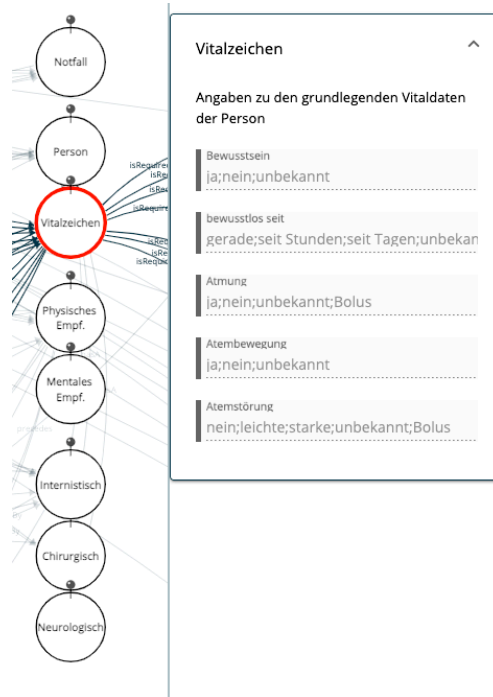 Notfall
Person
Vitalzeichen
Physisches
Empf.
Mentales
Empf.
Internistisch
Chirurgisch
Neurologisch
Vitalzeichen
Angaben zu den grundlegenden Vitaldaten
der Person
Bewusstsein
ja;nein;unbekannt
bewusstlos seit
gerade;seit Stunden;seit Tagen;unbekan
Atmung
ja;nein;unbekannt;Bolus
Atembewegung
ja;nein;unbekannt
Atemstörung
nein;leichte;starke;unbekannt;Bolus